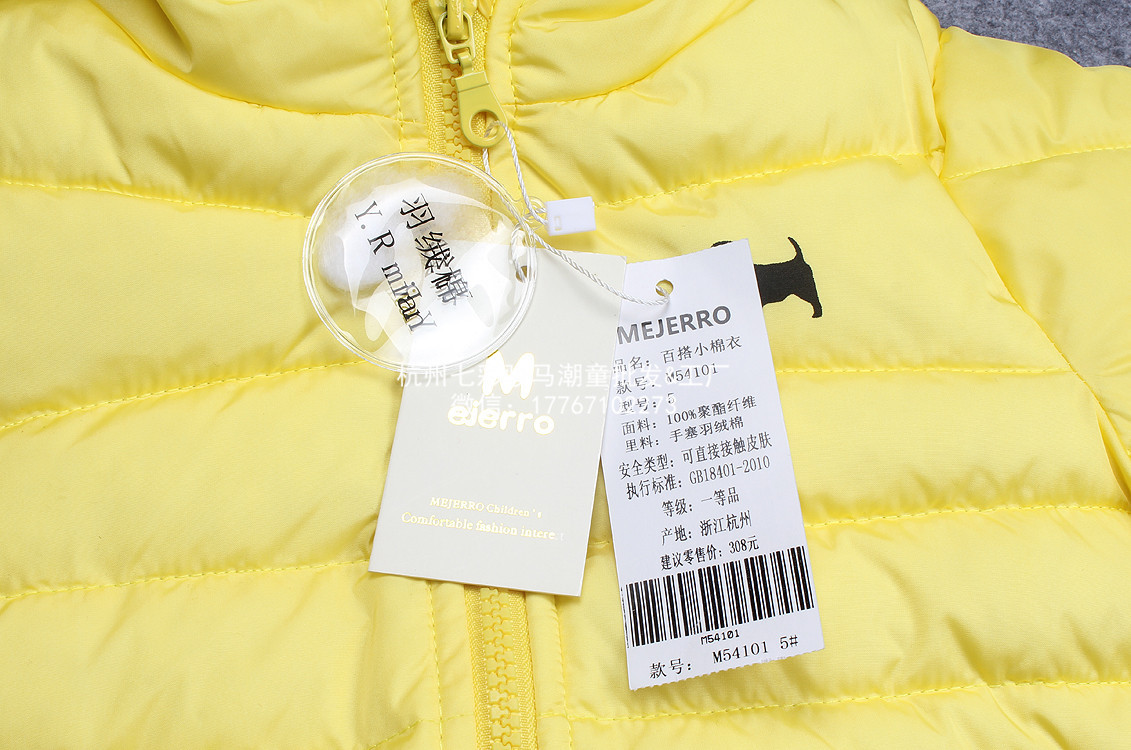 羽绒棉
Y.R
M
ejerro
MEJERRO Children's
Comfortable fashion intere.!
MEJERRO
品名：百搭小棉衣
款号：M54101
型号：5
面料：100%聚酯纤维
里料：手塞羽绒棉
安全类型：可直接接触皮肤
执行标准：GB18401-2010
等级：一等品
产地：浙江杭州
建议零售价：308元
M54101
款号： M54101 5#